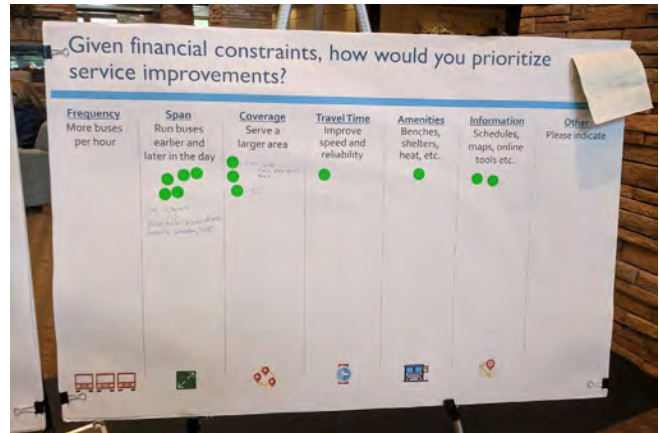 Given financial constraints, how would you prioritize
service improvements?
Frequency
More buses
per hour
Span
Run buses
earlier and
later in the day
Coverage
Serve a
larger area
Travel Time
Improve
speed and
reliability
Amenities
Benches,
shelters,
heat, etc.
Information
Schedules,
maps, online
tools etc.
Other
Please indicate